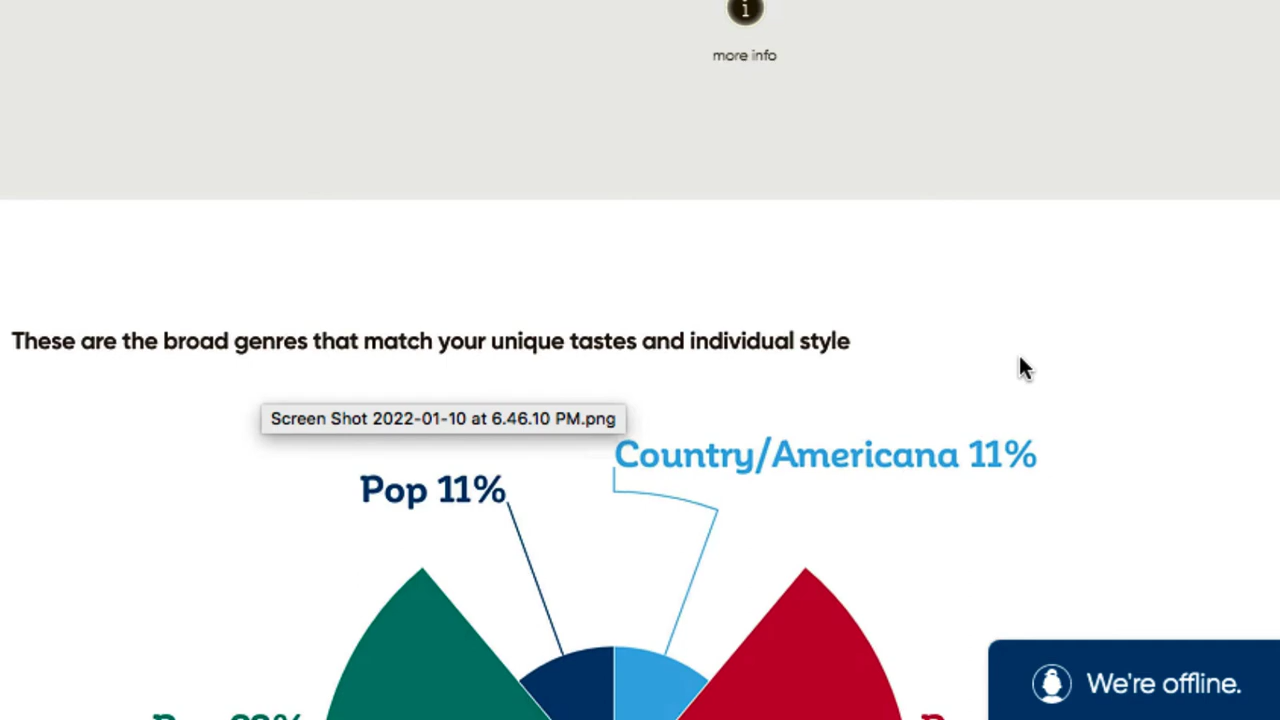 i
more info
These are the broad genres that match your unique tastes and individual style
Screen Shot 2022-01-10 at 6.46.10 PM.png
Country/Americana 11%
Pop 11%
We're offline.